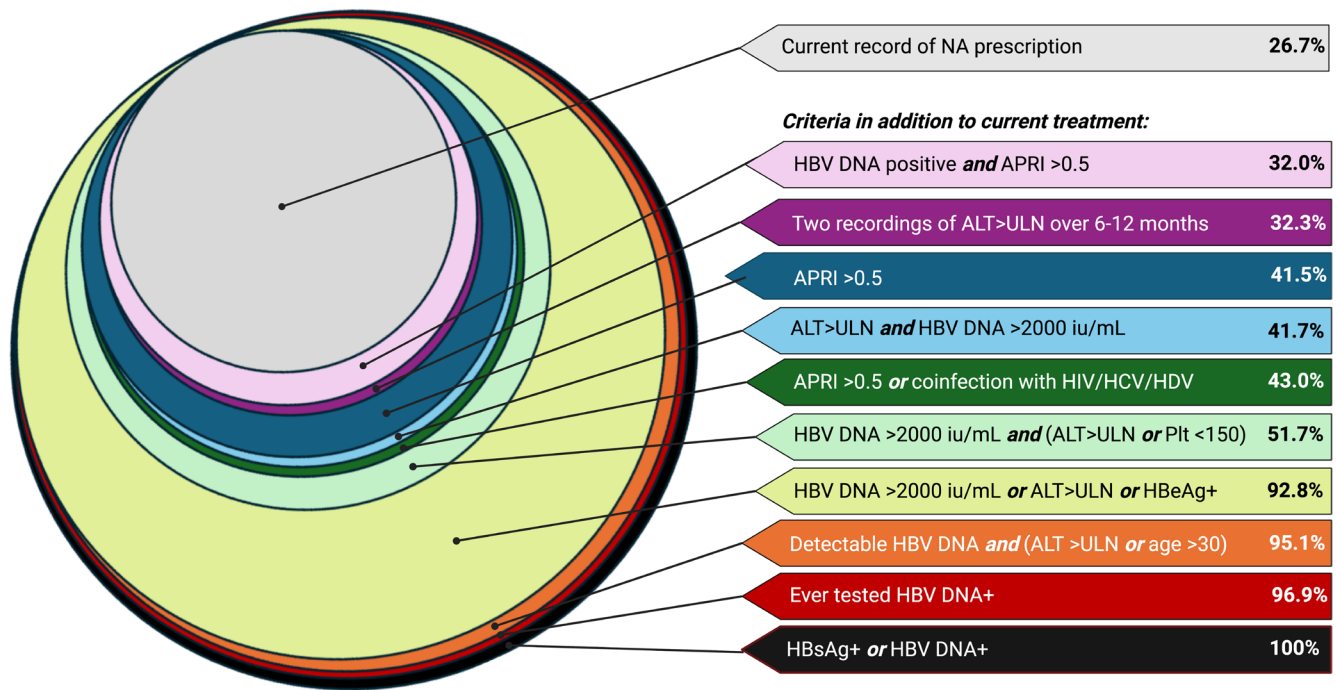 Current record of NA prescription 26.7%
Criteria in addition to current treatment:
HBV DNA positive and APRI >0.5 32.0%
Two recordings of ALT>ULN over 6-12 months 32.3%
APRI >0.5 41.5%
ALT>ULN and HBV DNA >2000 iu/mL 41.7%
APRI >0.5 or coinfection with HIV/HCV/HDV 43.0%
HBV DNA >2000 iu/mL and (ALT>ULN or Plt <150) 51.7%
HBV DNA >2000 iu/mL or ALT>ULN or HBeAg+ 92.8%
Detectable HBV DNA and (ALT >ULN or age >30) 95.1%
Ever tested HBV DNA+ 96.9%
HBsAg+ or HBV DNA+ 100%